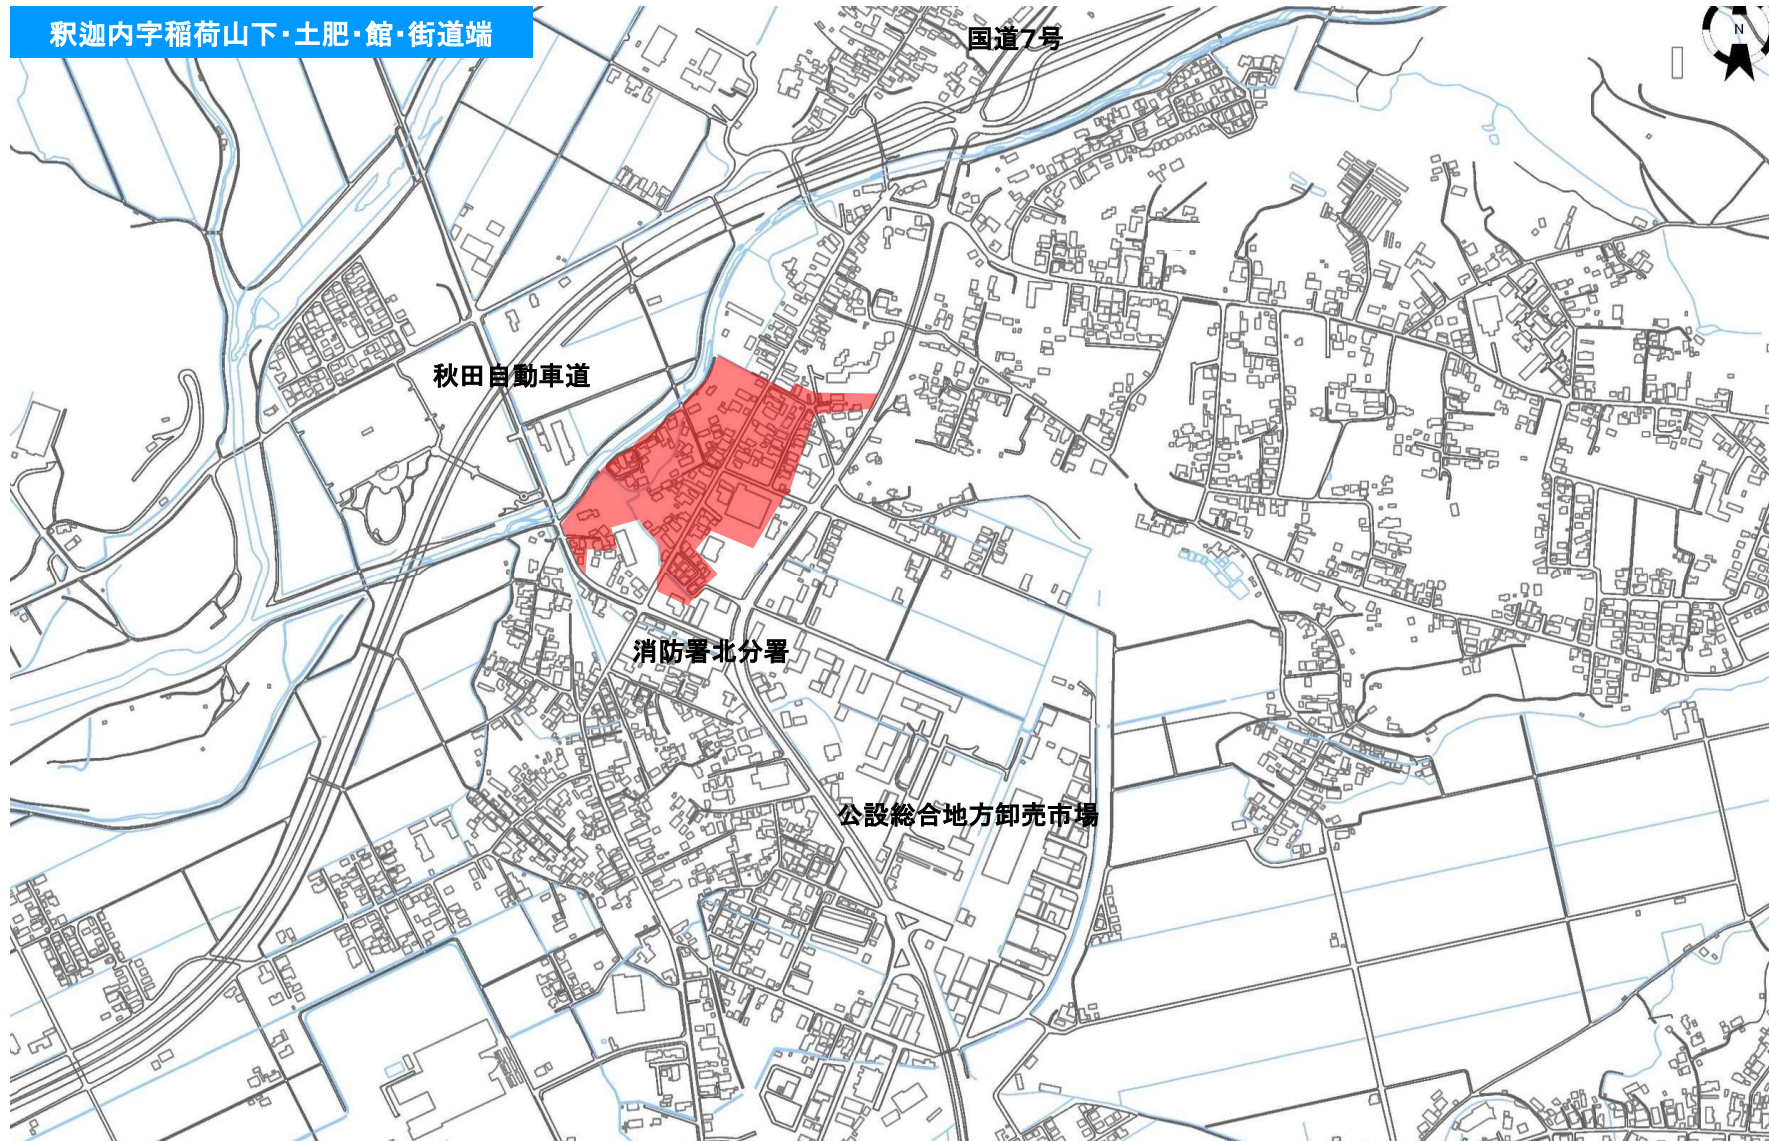 釈迦内字稲荷山下・土肥・館・街道端
国道7号
N
秋田自動車道
消防署北分署
公設総合地方卸売市場